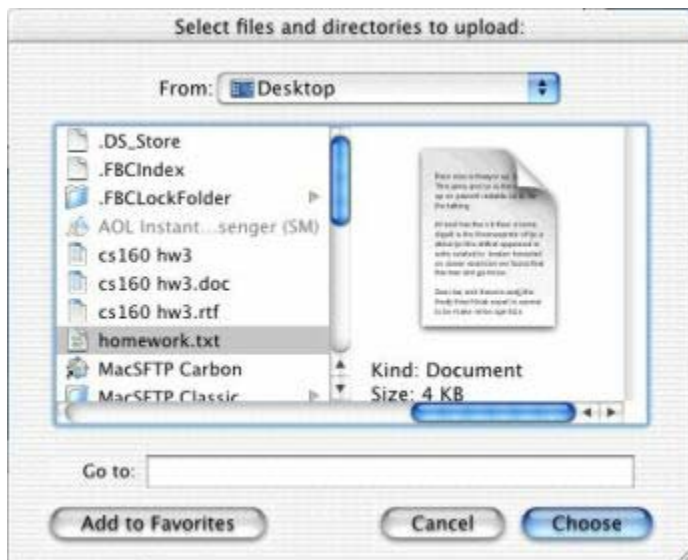 Select files and directories to upload:
From: Desktop
.DS_Store
.FBCIndex
.FBCLockFolder
AOL Instant...senger (SM)
cs160 hw3
cs160 hw3.doc
cs160 hw3.rtf
homework.txt
MacSFTP Carbon
MacSFTP Classic
Kind: Document
Size: 4 KB
Go to:
Add to Favorites Cancel Choose